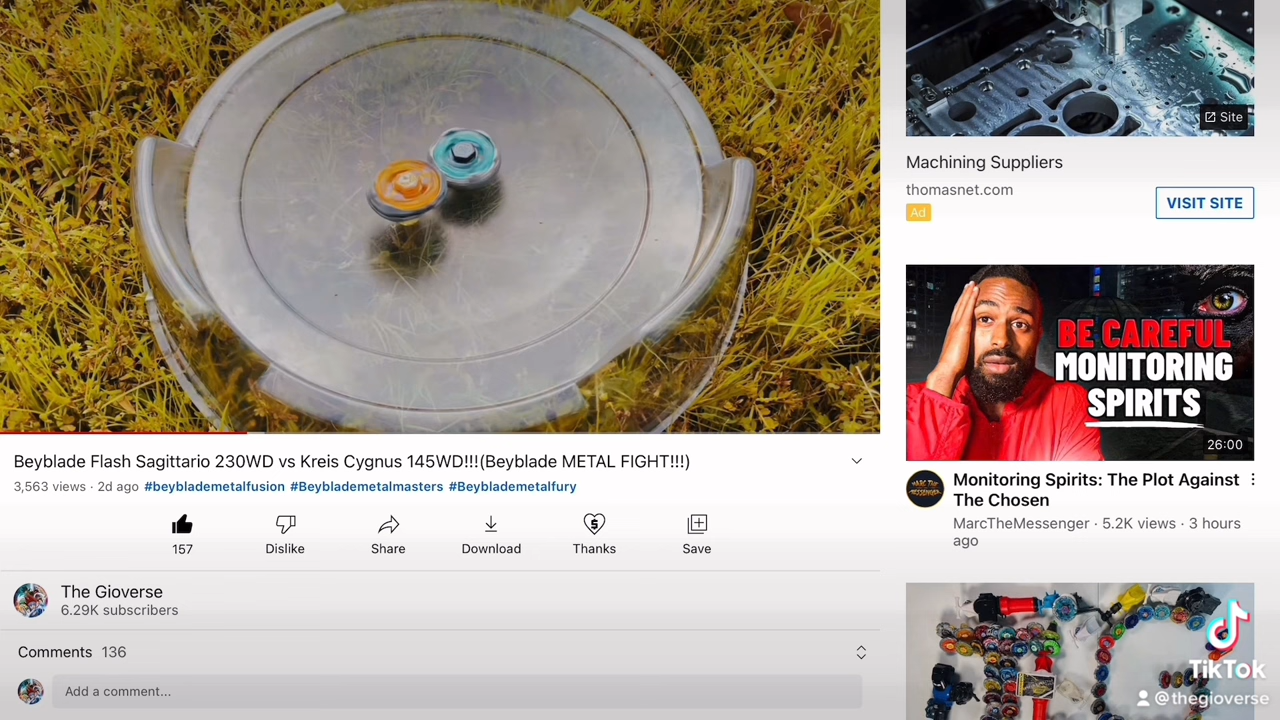 Beyblade Flash Sagittario 230WD vs Kreis Cygnus 145WD!!!(Beyblade METAL FIGHT!!!)
3,563 views · 2d ago #beyblademetalfusion #Beyblademetalmasters #Beyblademetalfury
157
Dislike
Share
Download
Thanks
Save
The Gioverse
6.29K subscribers
Comments 136
Add a comment...
Site
Machining Suppliers
thomasnet.com
Ad
VISIT SITE
BE CAREFUL
MONITORING
SPIRITS
26:00
Monitoring Spirits: The Plot Against
The Chosen
MarcTheMessenger · 5.2K views · 3 hours
ago
TikTok
@thegioverse